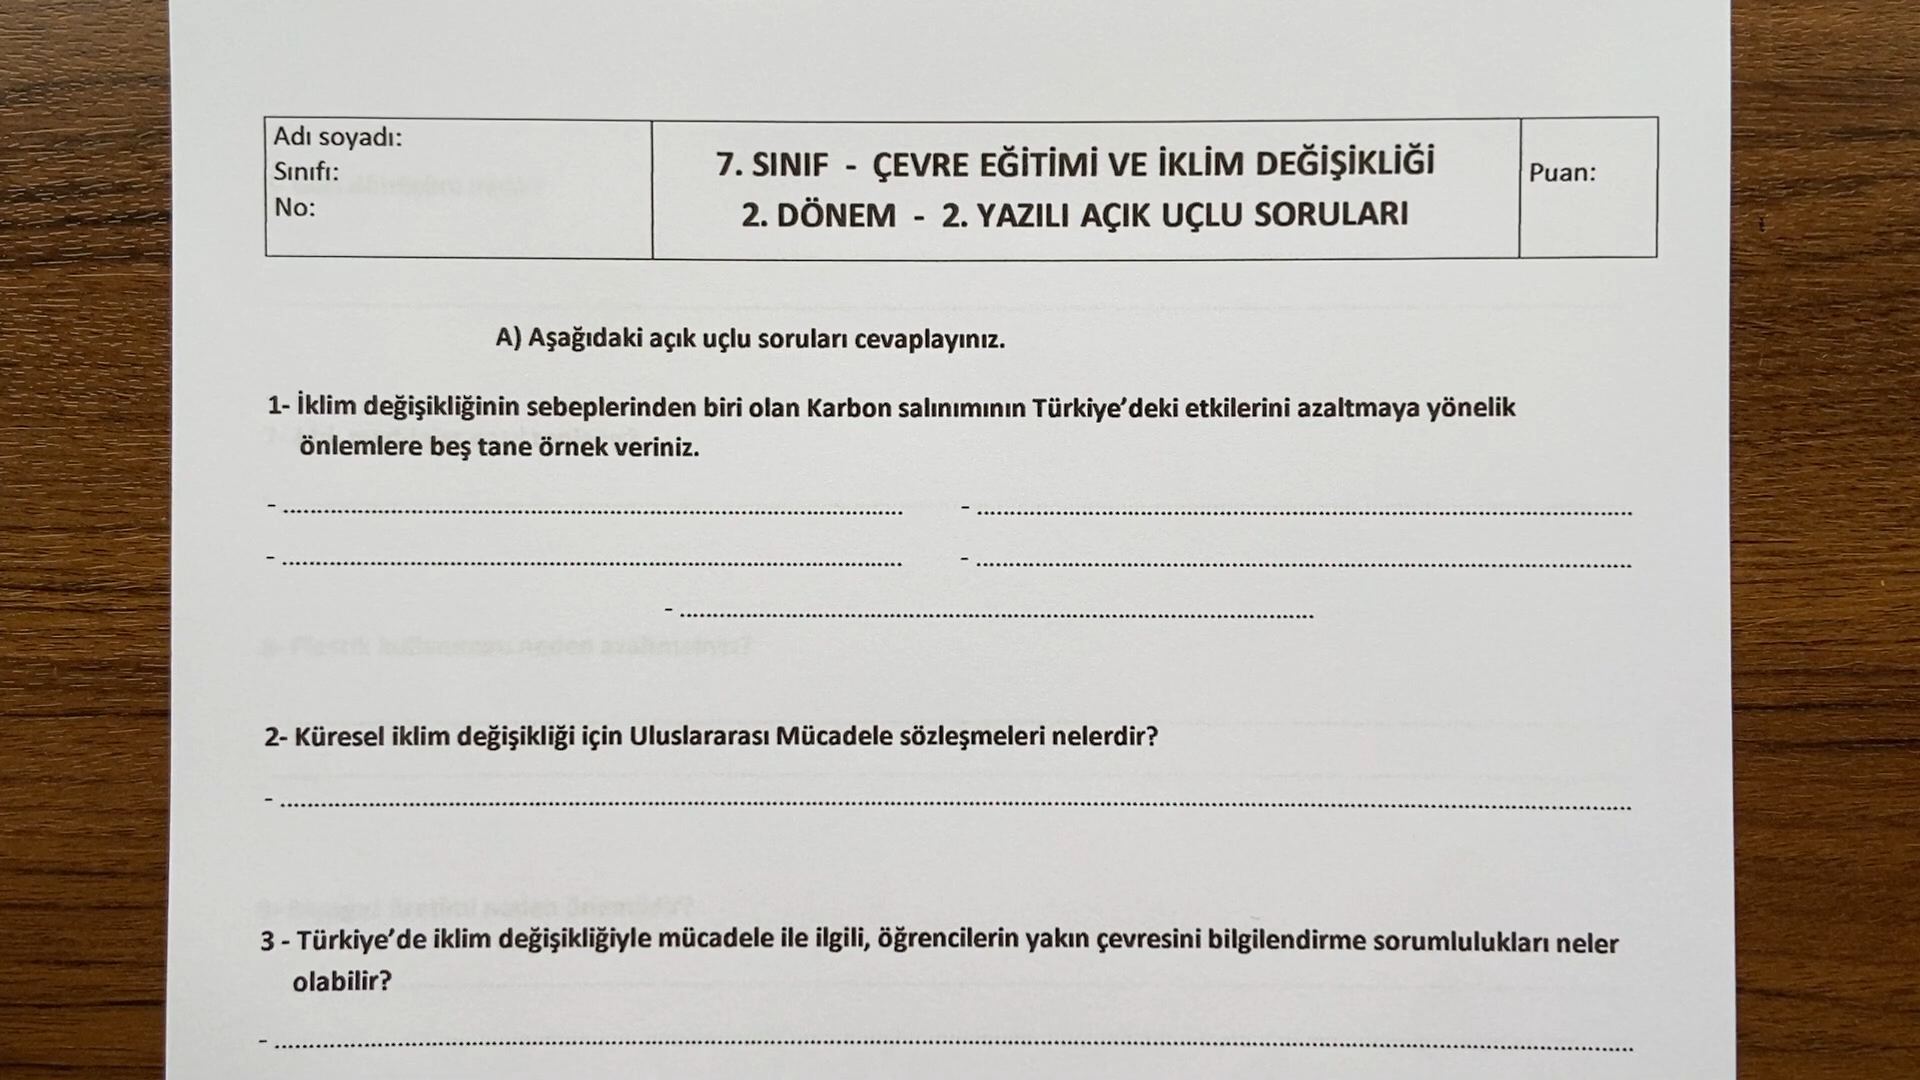 Adı soyadı:
Sınıfı:
No:
7. SINIF - ÇEVRE EĞİTİMİ VE İKLİM DEĞİŞİKLİĞİ
2. DÖNEM - 2. YAZILI AÇIK UÇLU SORULARI
Puan:
A) Aşağıdaki açık uçlu soruları cevaplayınız.
1- İklim değişikliğinin sebeplerinden biri olan Karbon salınımının Türkiye'deki etkilerini azaltmaya yönelik
önlemlere beş tane örnek veriniz.
2- Küresel iklim değişikliği için Uluslararası Mücadele sözleşmeleri nelerdir?
3 - Türkiye'de iklim değişikliğiyle mücadele ile ilgili, öğrencilerin yakın çevresini bilgilendirme sorumlulukları neler
olabilir?